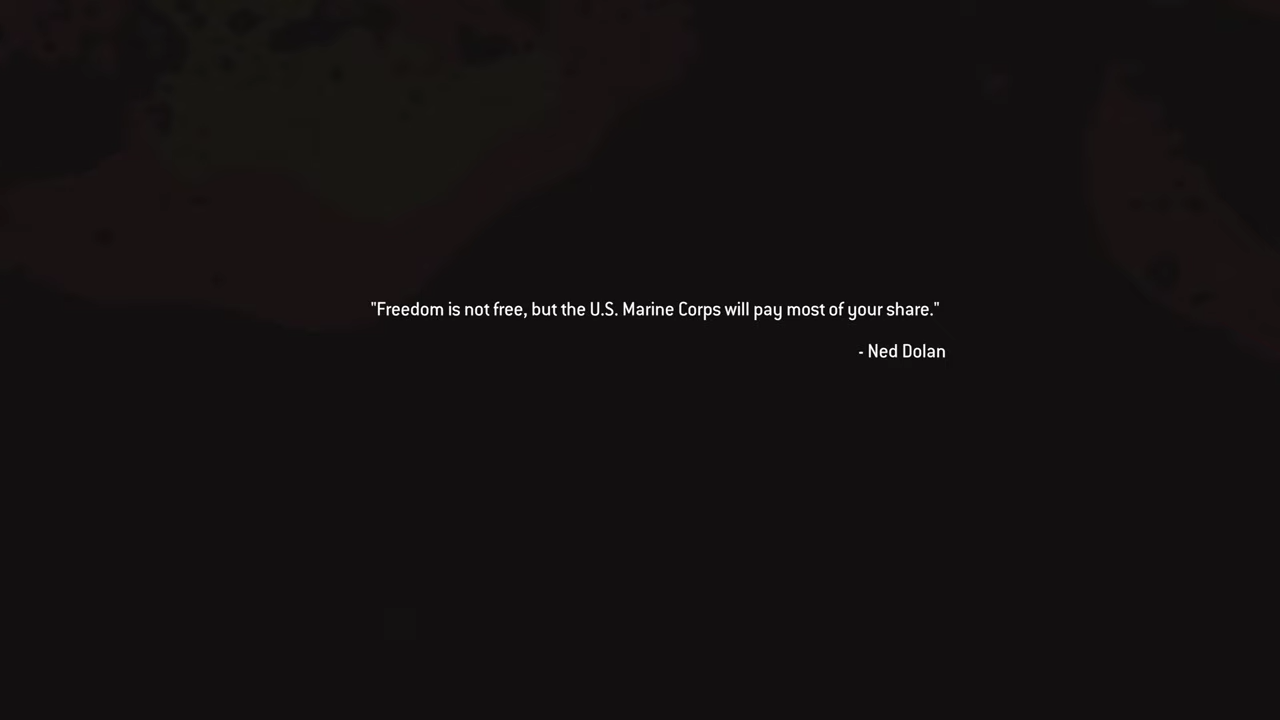 "Freedom is not free, but the U.S. Marine Corps will pay most of your share."
- Ned Dolan